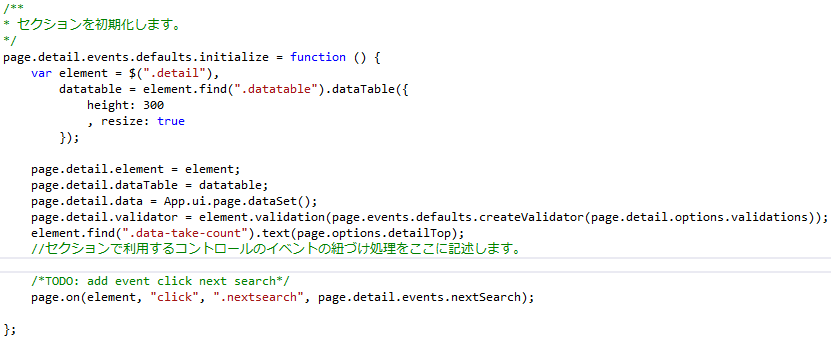 /**
* セクションを初期化します。
*/
page.detail.events.defaults.initialize = function () {
var element = $(".detail"),
datatable = element.find(".datatable").dataTable({
height: 300
, resize: true
});
page.detail.element = element;
page.detail.dataTable = datatable;
page.detail.data = App.ui.page.dataSet();
page.detail.validator = element.validation(page.events.defaults.createValidator(page.detail.options.validations));
element.find(".data-take-count").text(page.options.detailTop);
//セクションで利用するコントロールのイベントの紐づけ処理をここに記述します。
/*TODO: add event click next search*/
page.on(element, "click", ".nextsearch", page.detail.events.nextSearch);
};